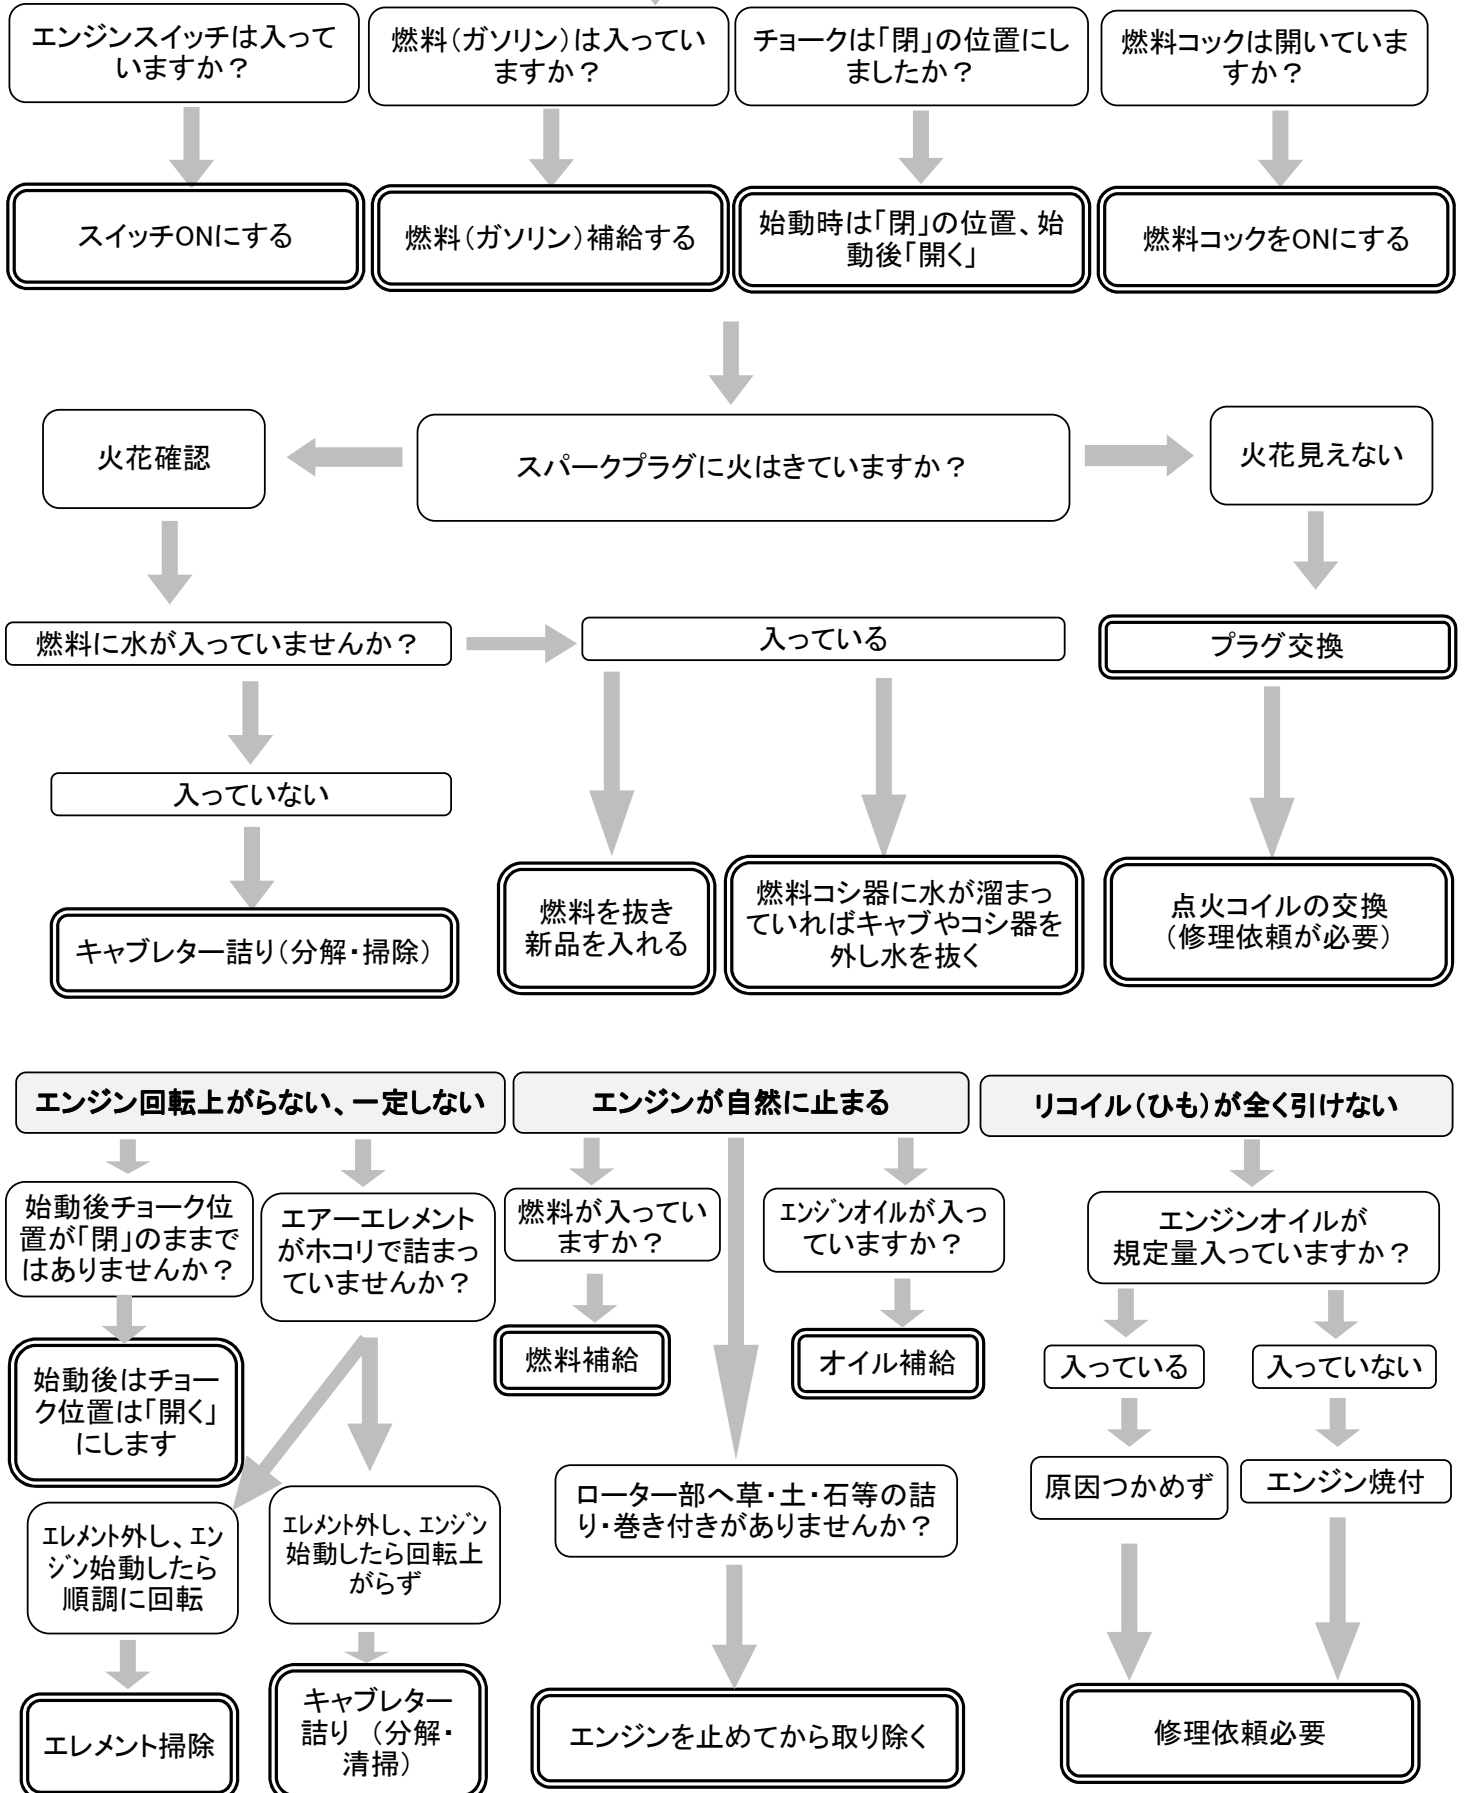 エンジンスイッチは入って
いますか？
燃料（ガソリン）は入ってい
ますか？
チョークは「閉」の位置にし
ましたか？
燃料コックは開いていま
すか？
スイッチONにする
燃料（ガソリン）補給する
始動時は「閉」の位置、始
動後「開く」
燃料コックをONにする
火花確認
スパークプラグに火はきていますか？
火花見えない
燃料に水が入っていませんか？
入っている
プラグ交換
入っていない
キャブレター詰り（分解・掃除）
燃料を抜き
新品を入れる
燃料コシ器に水が溜まっ
ていればキャブやコシ器を
外し水を抜く
点火コイルの交換
（修理依頼が必要）
エンジン回転上がらない、一定しない
エンジンが自然に止まる
リコイル（ひも）が全く引けない
始動後チョーク位
置が「閉」のままで
はありませんか？
エアーエレメント
がホコリで詰まっ
ていませんか？
燃料が入ってい
ますか？
ｴﾝｼﾞﾝオイルが入っ
ていますか？
エンジンオイルが
規定量入っていますか？
始動後はチョー
ク位置は「開く」
にします
燃料補給
オイル補給
入っている
入っていない
ｴﾚﾒﾝﾄ外し、ｴﾝ
ｼﾞﾝ始動したら
順調に回転
ｴﾚﾒﾝﾄ外し、ｴﾝｼﾞﾝ
始動したら回転上
がらず
ローター部へ草・土・石等の詰
り・巻き付きがありませんか？
原因つかめず
エンジン焼付
エレメント掃除
キャブレター
詰り （分解・
清掃）
エンジンを止めてから取り除く
修理依頼必要